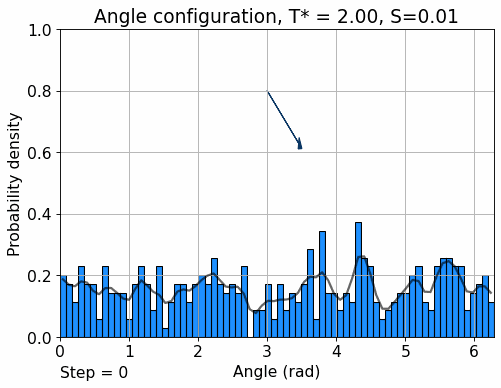 Angle configuration, T* = 2.00, S=0.01
Probability density
1.0
0.8
0.6
0.4
0.2
0.0
0 1 2 3 4 5 6
Step = 0 Angle (rad)